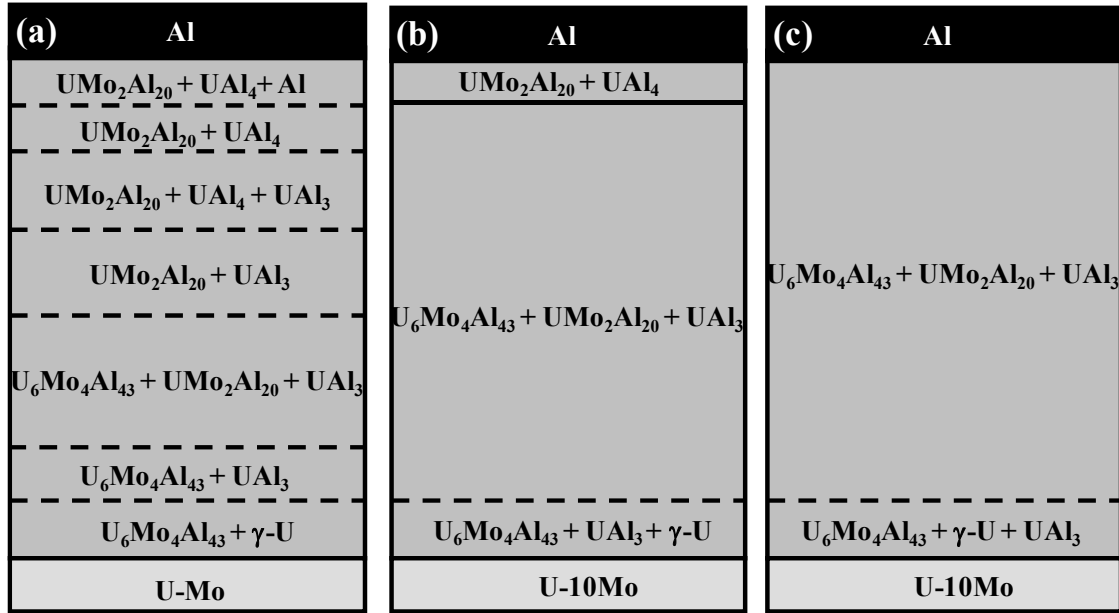 (a)
Al
UMo₂Al₂₀ + UAl₄+ Al
UMo₂Al₂₀ + UAl₄
UMo₂Al₂₀ + UAl₄ + UAl₃
UMo₂Al₂₀ + UAl₃
U₆Mo₄Al₄₃ + UMo₂Al₂₀ + UAl₃
U₆Mo₄Al₄₃ + UAl₃
U₆Mo₄Al₄₃ + γ-U
U-Mo
(b)
Al
UMo₂Al₂₀ + UAl₄
U₆Mo₄Al₄₃ + UMo₂Al₂₀ + UAl₃
U₆Mo₄Al₄₃ + UAl₃ + γ-U
U-10Mo
(c)
Al
U₆Mo₄Al₄₃ + UMo₂Al₂₀ + UAl₃
U₆Mo₄Al₄₃ + γ-U + UAl₃
U-10Mo